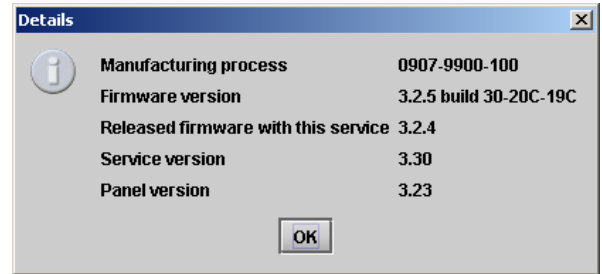 Details
Manufacturing process 0907-9900-100
Firmware version 3.2.5 build 30-20C-19C
Released firmware with this service 3.2.4
Service version 3.30
Panel version 3.23
OK